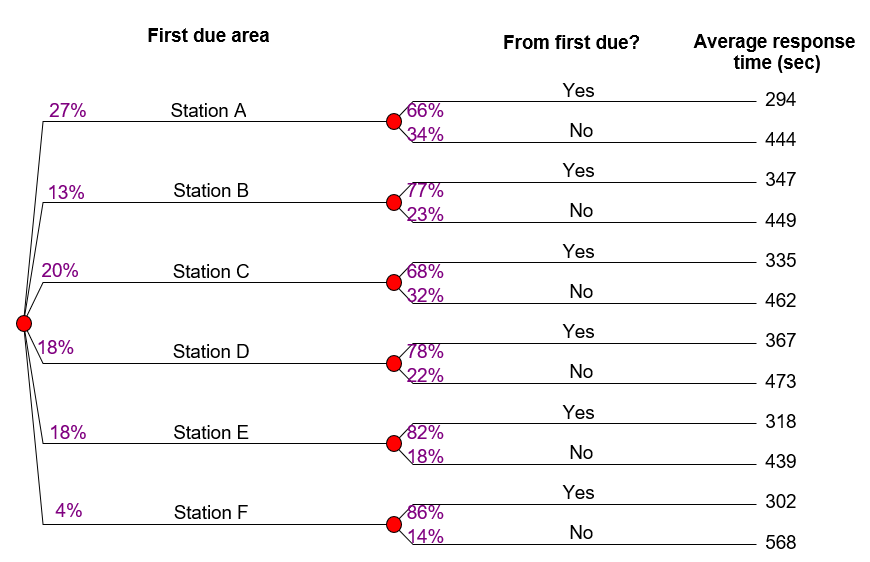 First due area
From first due?
Average response
time (sec)
27%
Station A
66%
Yes
294
34%
No
444
13%
Station B
77%
Yes
347
23%
No
449
20%
Station C
68%
Yes
335
32%
No
462
18%
Station D
78%
Yes
367
22%
No
473
18%
Station E
82%
Yes
318
18%
No
439
4%
Station F
86%
Yes
302
14%
No
568